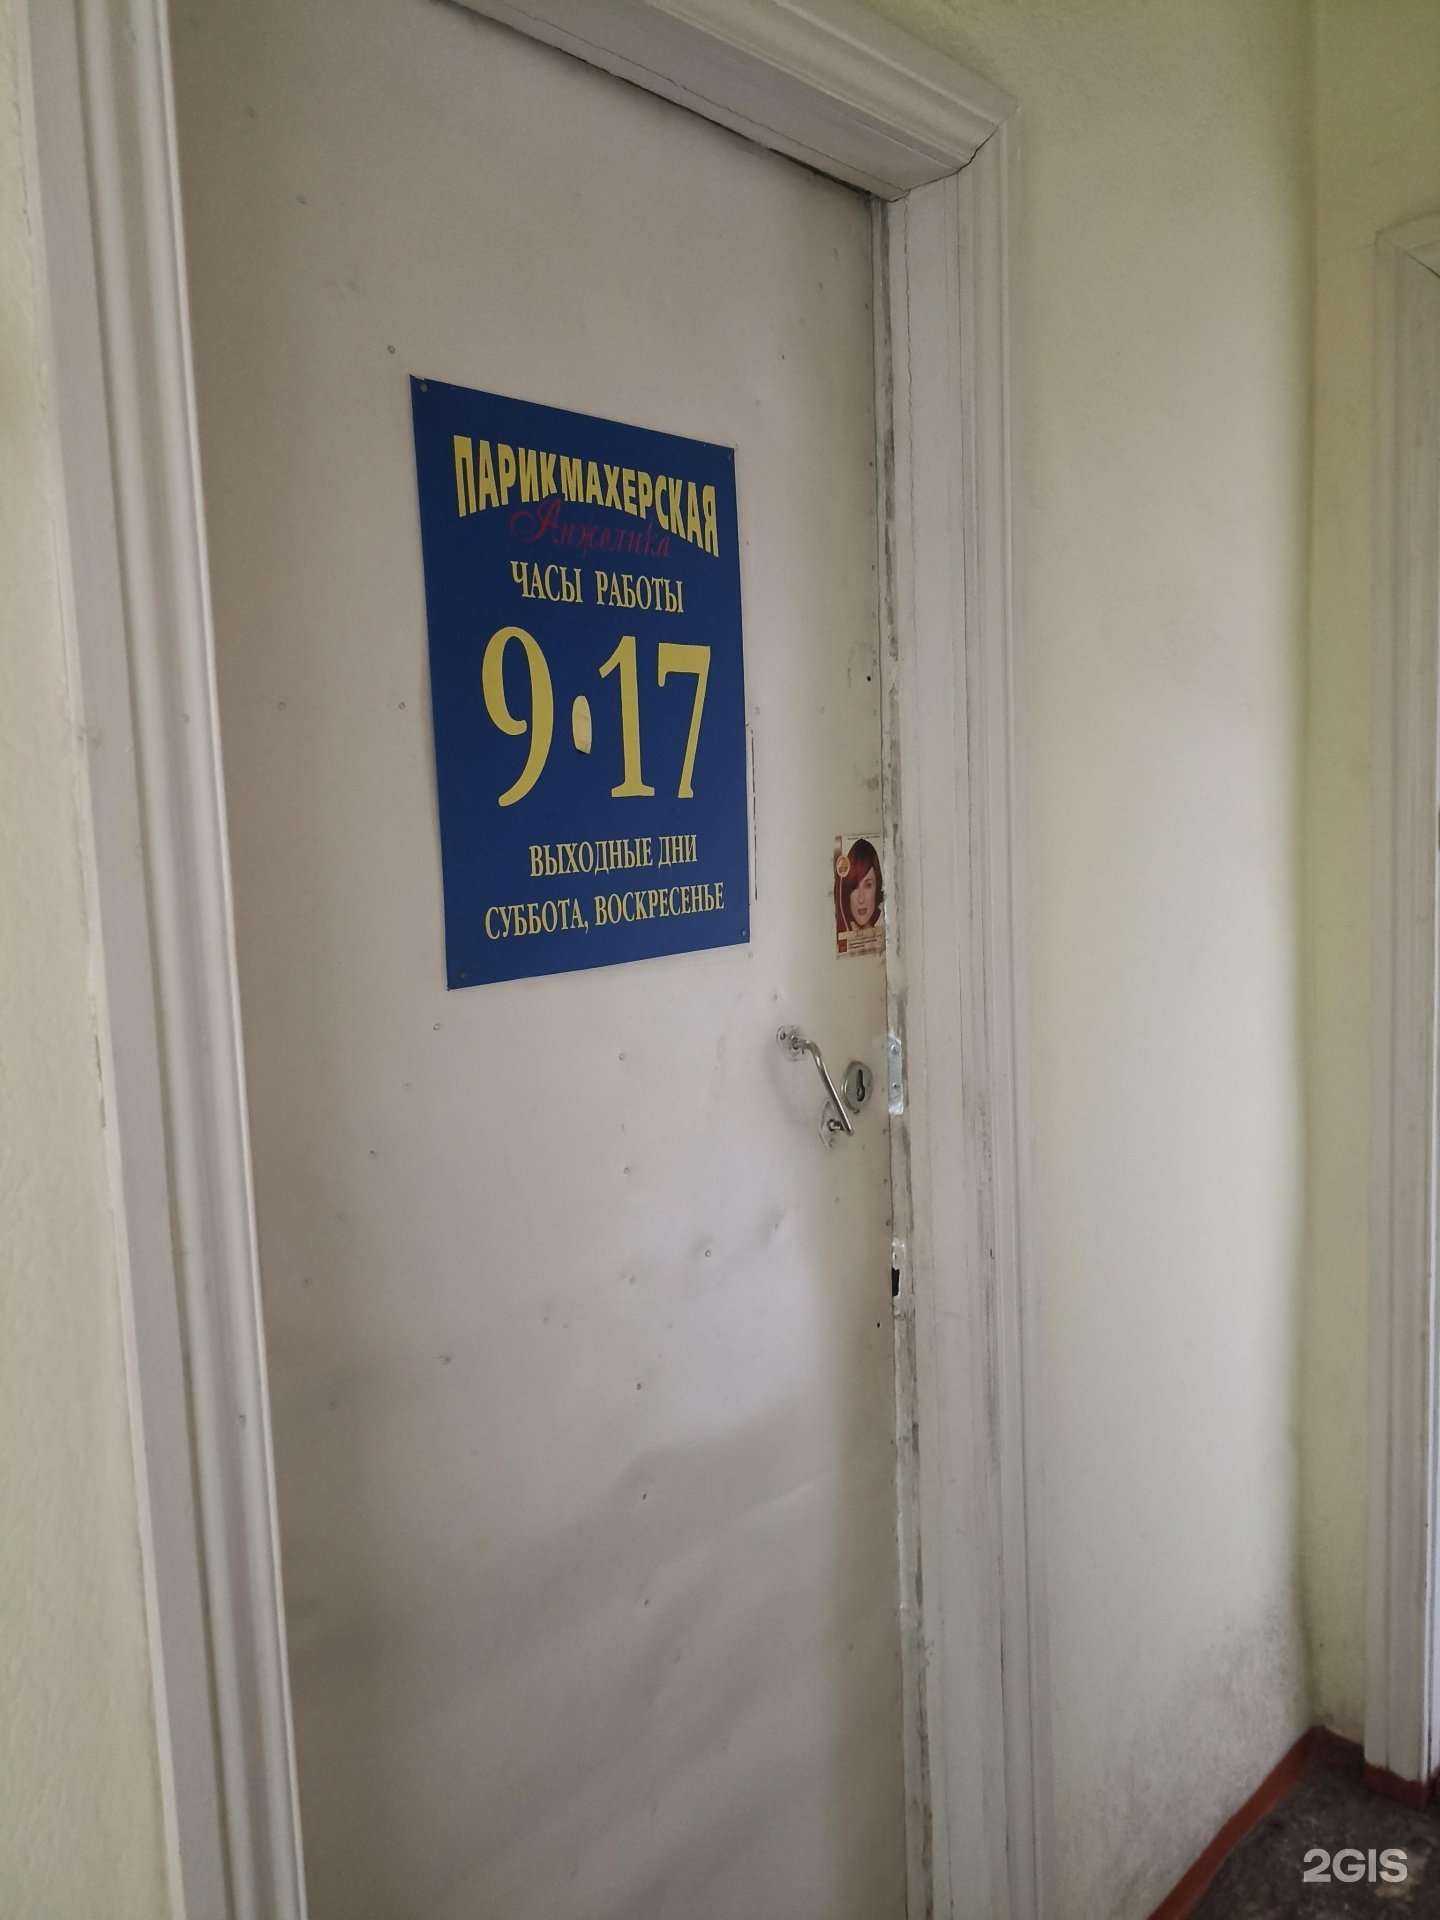 ПАРИКМАХЕРСКАЯ
Анжелика
ЧАСЫ РАБОТЫ
9•17
ВЫХОДНЫЕ ДНИ
СУББОТА, ВОСКРЕСЕНЬЕ
2GIS